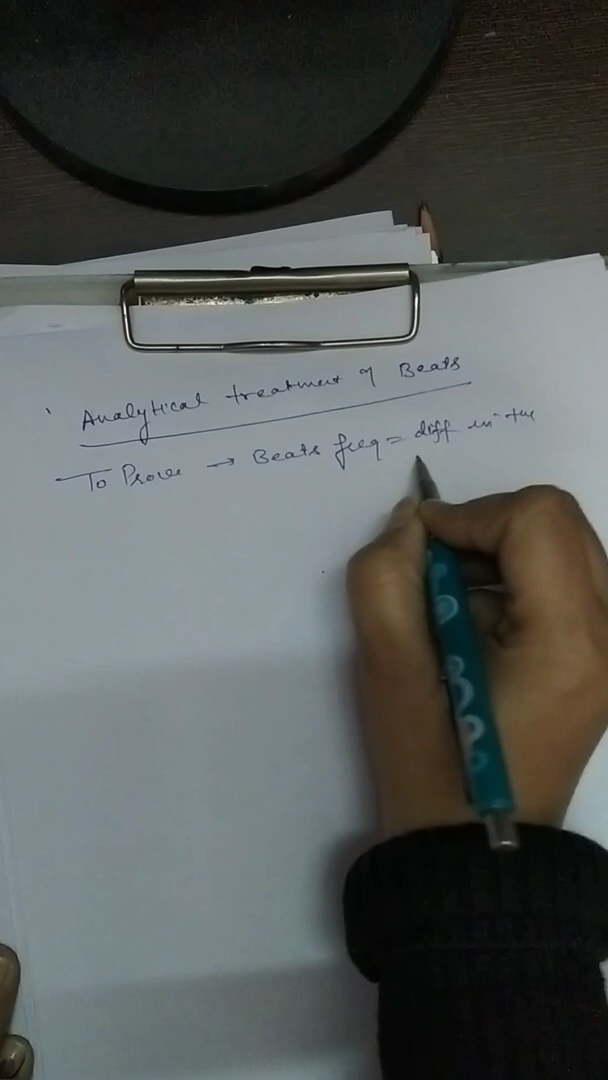 Analytical treatment of Beats
To Prove → Beats freq = diff in the